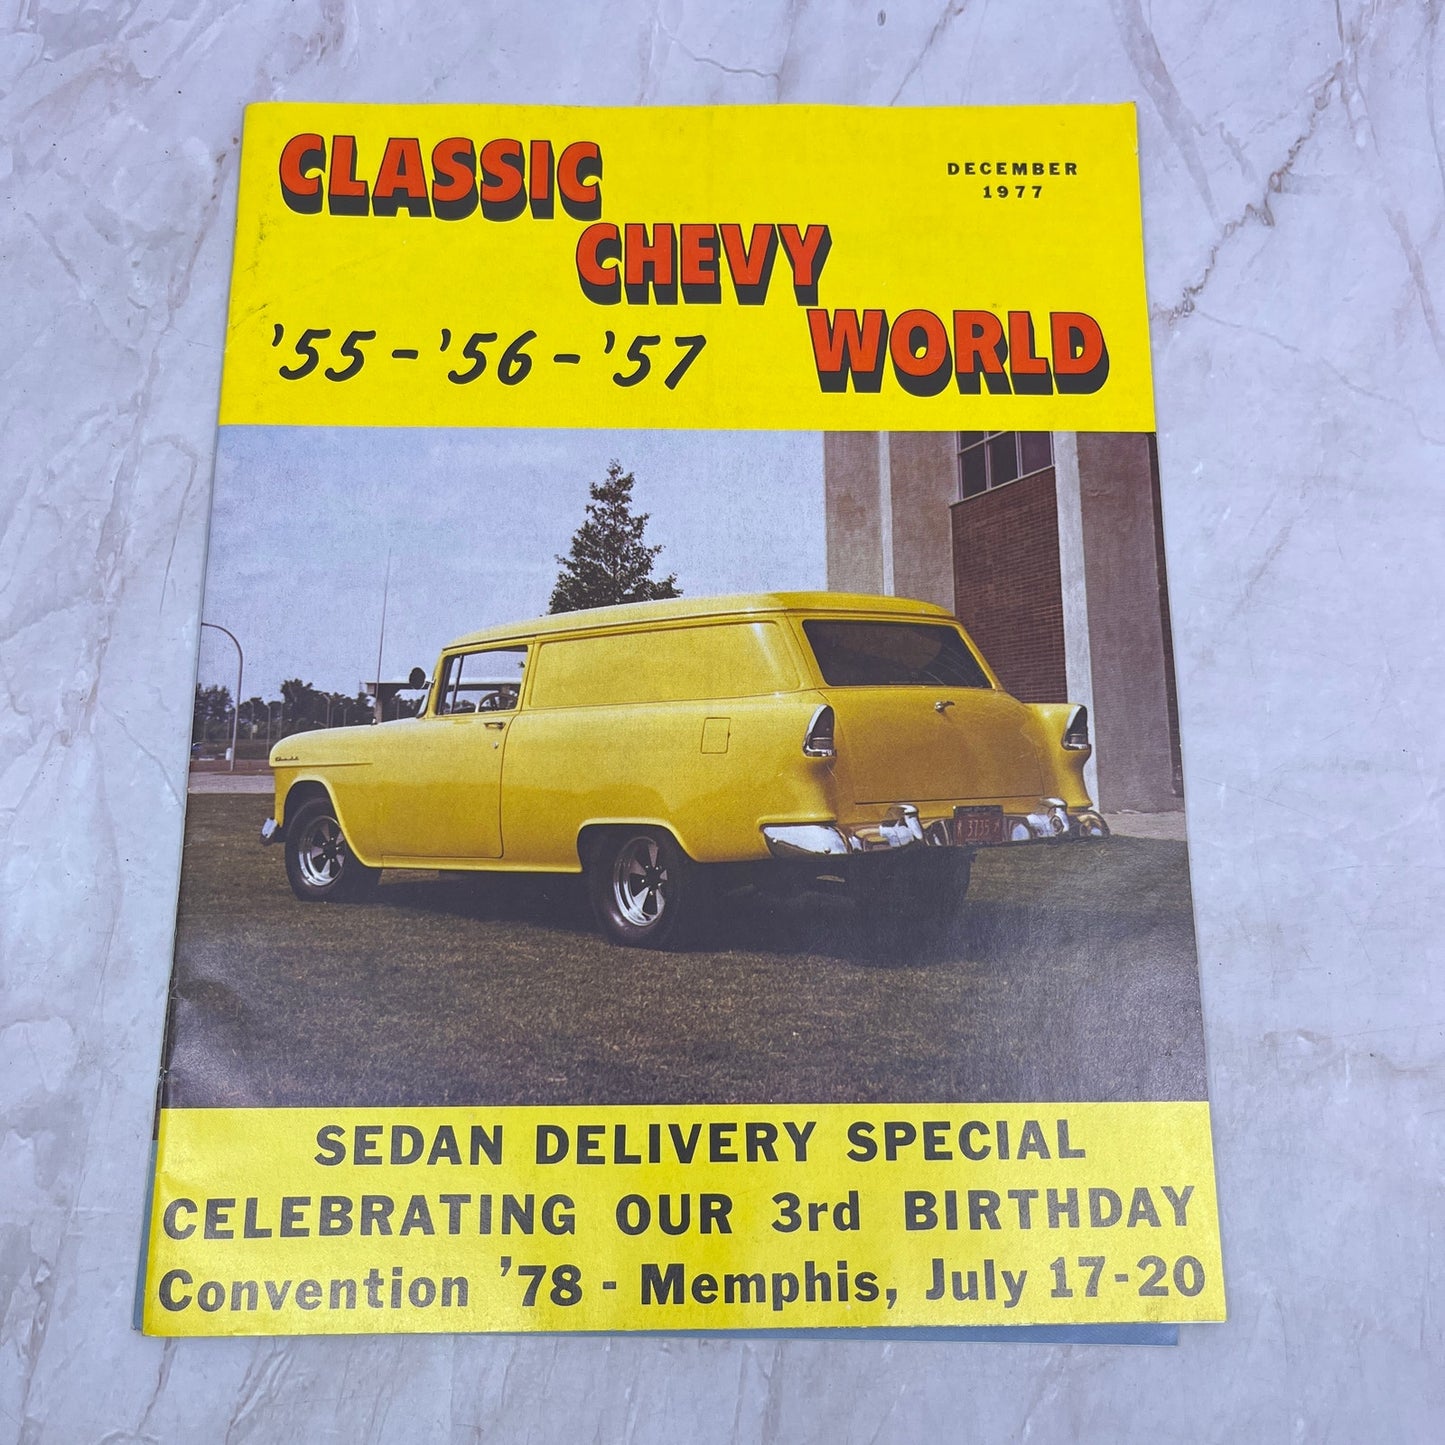 CLASSIC
CHEVY
WORLD
DECEMBER
1977
'55-'56-'57
3735
SEDAN DELIVERY SPECIAL
CELEBRATING OUR 3rd BIRTHDAY
Convention '78 - Memphis, July 17-20